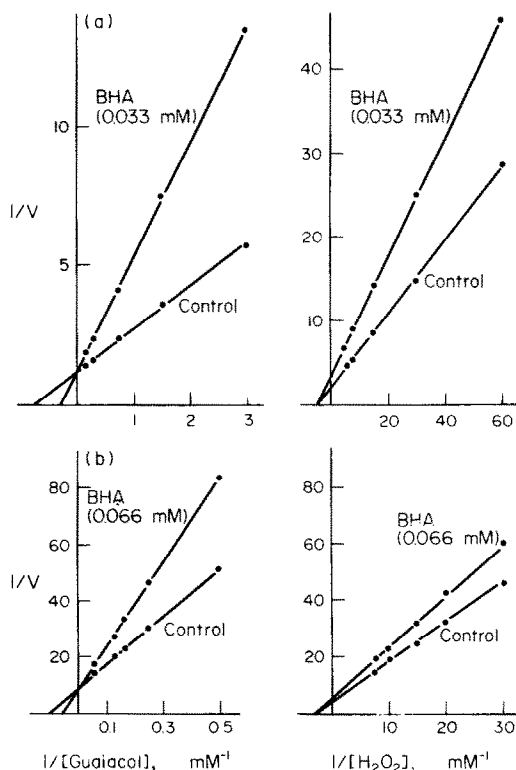 (a)
BHA
(0.033 mM)
10
5
1/V
Control
1 2 3
BHA
(0.033 mM)
40
30
20
10
Control
20 40 60
(b)
BHA
(0.066 mM)
80
60
40
20
1/V
Control
0.1 0.3 0.5
1/[Guaiacol], mM⁻¹
BHA
(0.066 mM)
80
60
40
20
Control
10 20 30
1/[H₂O₂], mM⁻¹